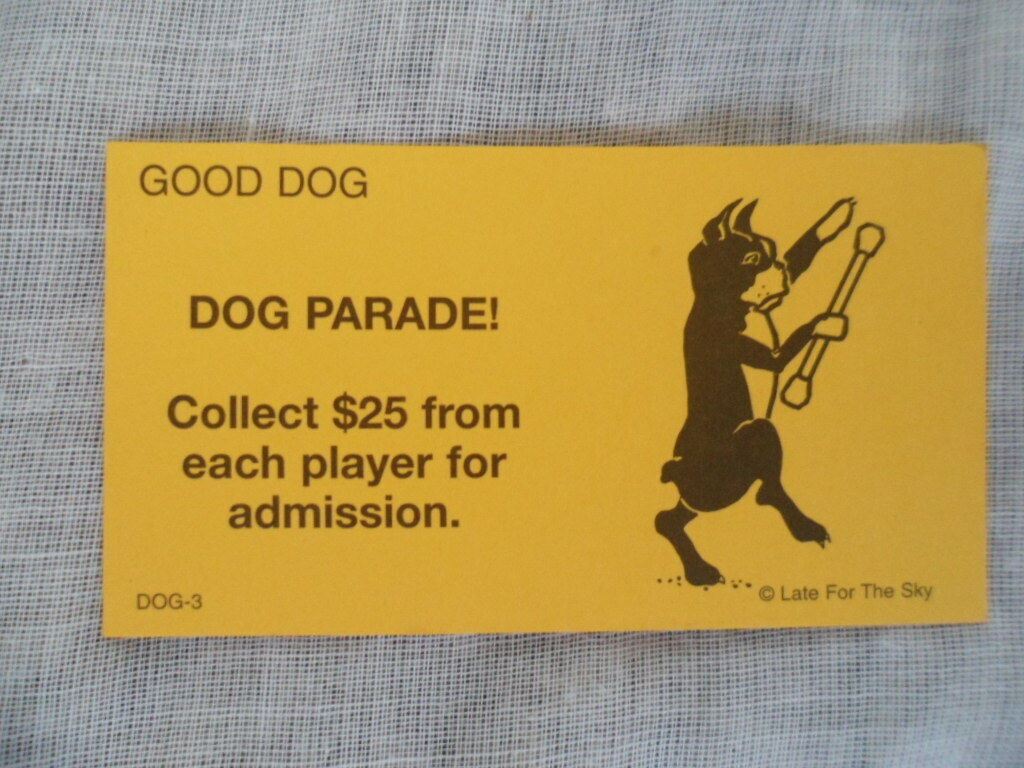 GOOD DOG
DOG PARADE!
Collect $25 from
each player for
admission.
DOG-3
© Late For The Sky